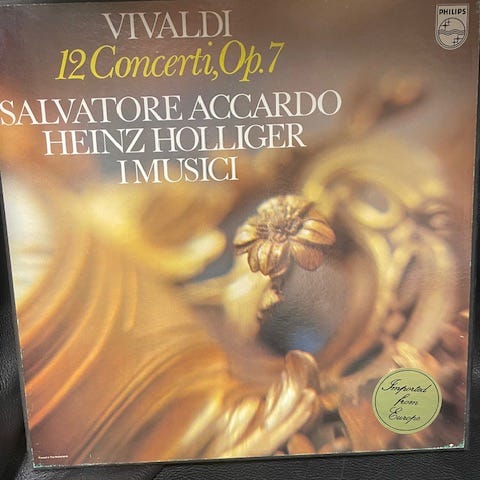 VIVALDI
12 Concerti, Op.7
SALVATORE ACCARDO
HEINZ HOLLIGER
I MUSICI
PHILIPS
Imported
from
Europe